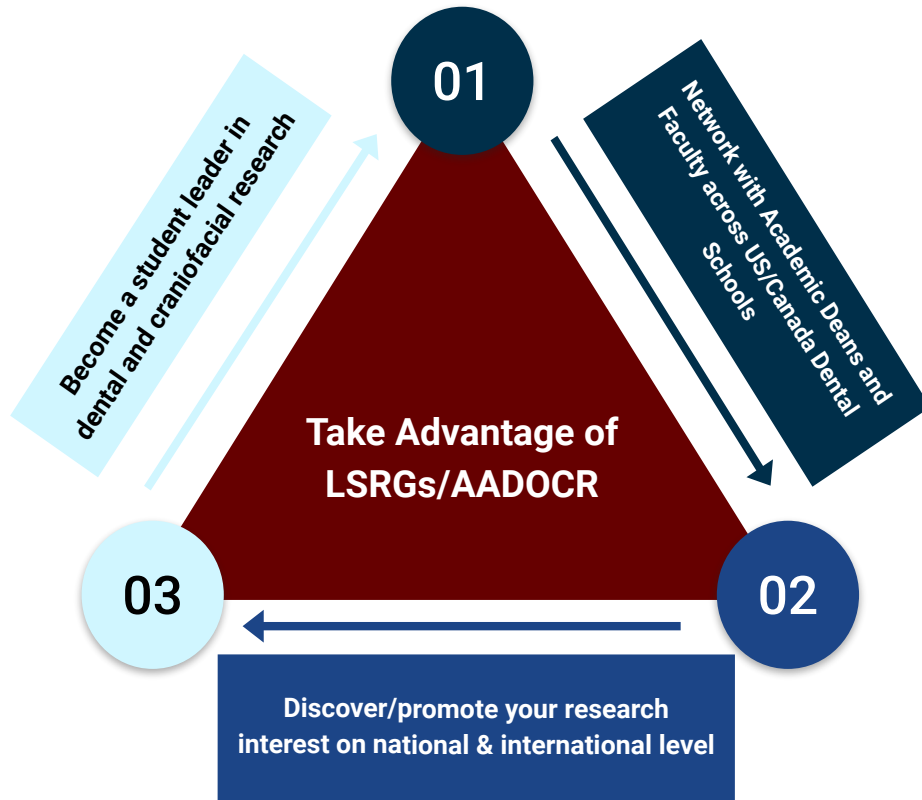 01
Network with Academic Deans and
Faculty across US/Canada Dental
Schools
Become a student leader in
dental and craniofacial research
Take Advantage of
LSRGs/AADOCR
03
02
Discover/promote your research
interest on national & international level